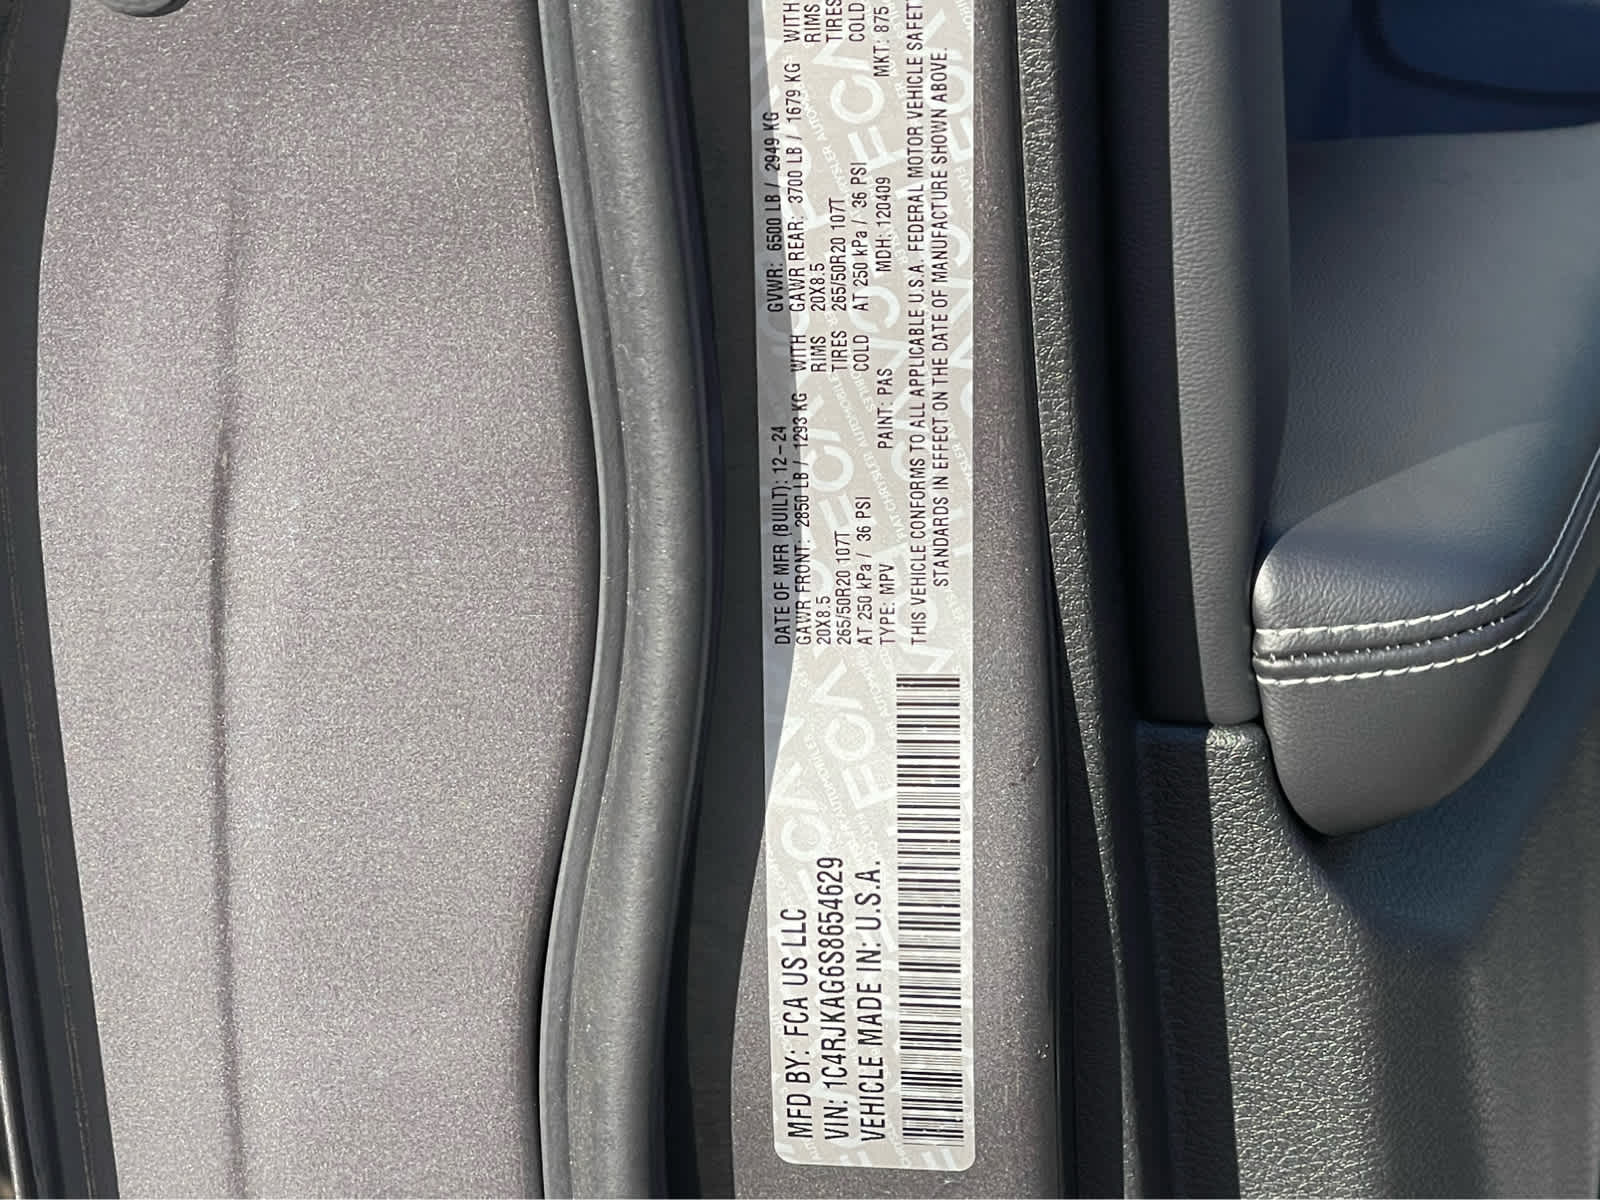 MFD BY: FCA US LLC
VIN: 1C4RJKAG6S8654629
VEHICLE MADE IN: U.S.A.
DATE OF MFR (BUILT): 12-24 GVWR: 6500 LB / 2949 KG
GAWR FRONT: 2850 LB / 1293 KG WITH GAWR REAR: 3700 LB / 1679 KG WITH
20X8.5 RIMS 20X8.5 RIMS
265/50R20 107T TIRES 265/50R20 107T TIRES
AT 250 kPa / 36 PSI COLD AT 250 kPa / 36 PSI COLD
TYPE: MPV PAINT: PAS MDH: 120409 MKT: 875
THIS VEHICLE CONFORMS TO ALL APPLICABLE U.S.A. FEDERAL MOTOR VEHICLE SAFETY
STANDARDS IN EFFECT ON THE DATE OF MANUFACTURE SHOWN ABOVE.
FCA